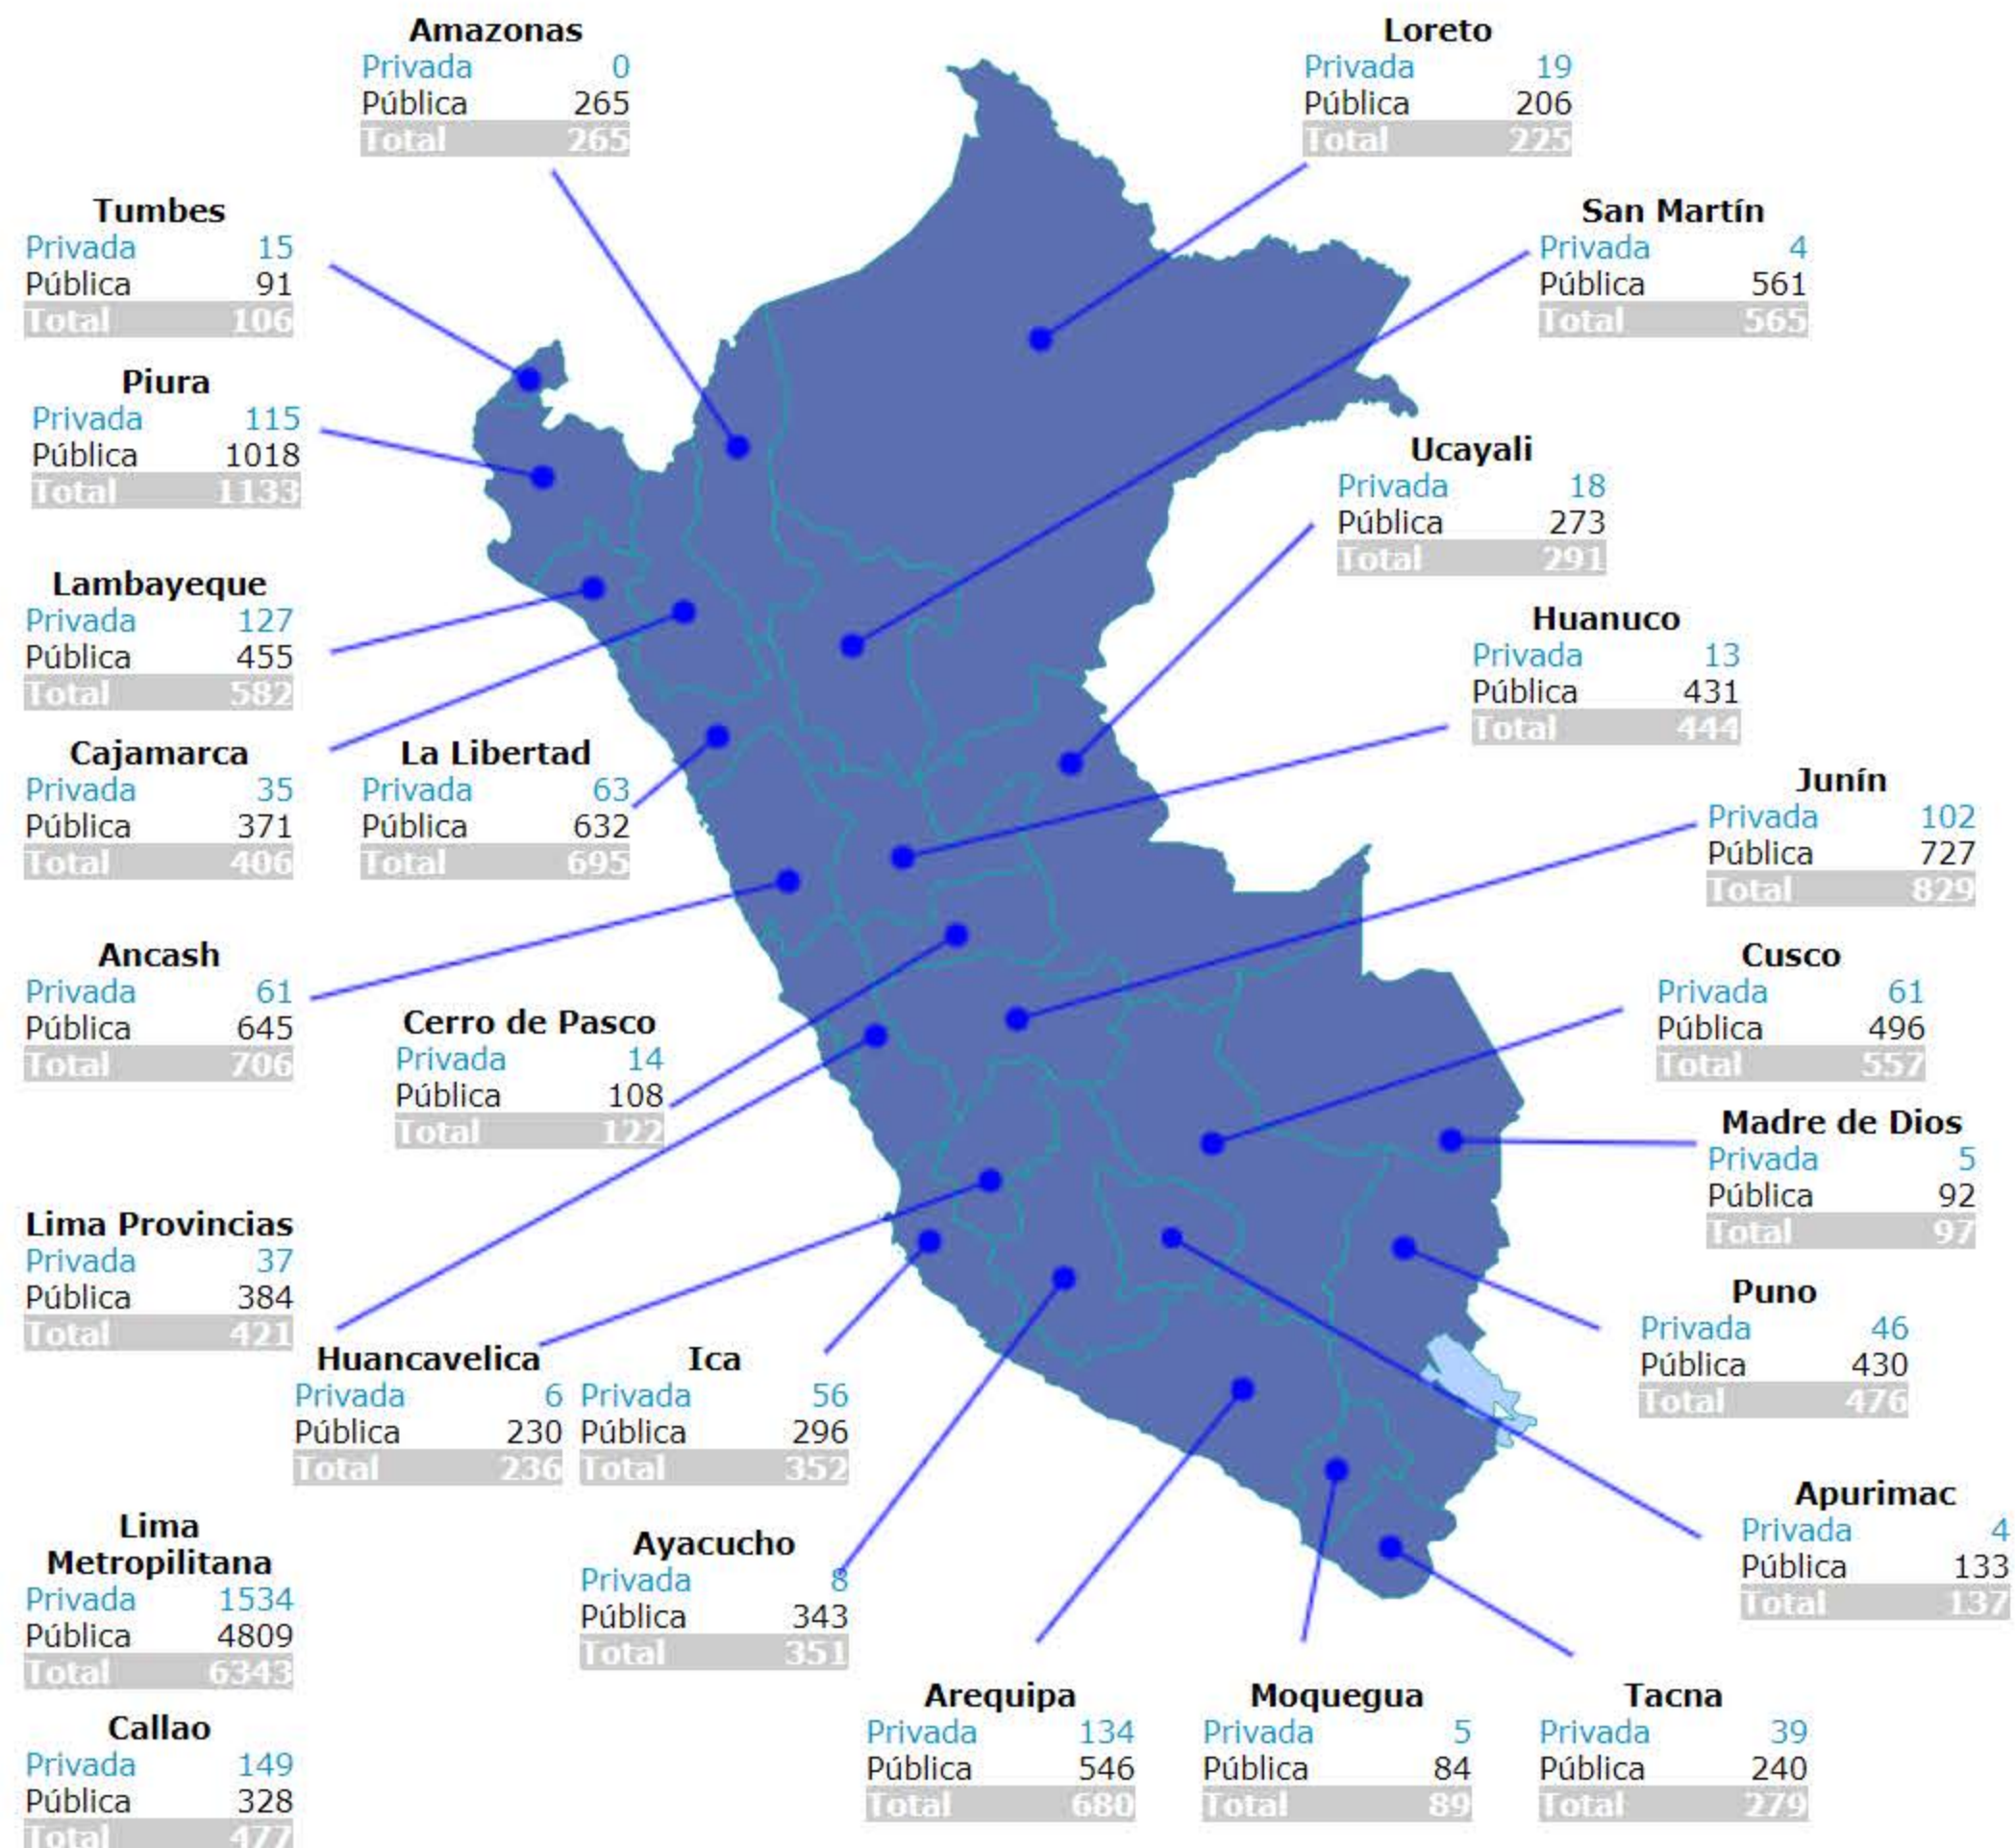 Amazonas
Privada 0
Pública 265
Total 265
Loreto
Privada 19
Pública 206
Total 225
Tumbes
Privada 15
Pública 91
Total 106
San Martín
Privada 4
Pública 561
Total 565
Piura
Privada 115
Pública 1018
Total 1133
Ucayali
Privada 18
Pública 273
Total 291
Lambayeque
Privada 127
Pública 455
Total 582
Huanuco
Privada 13
Pública 431
Total 444
Cajamarca
Privada 35
Pública 371
Total 406
La Libertad
Privada 63
Pública 632
Total 695
Junín
Privada 102
Pública 727
Total 829
Ancash
Privada 61
Pública 645
Total 706
Cerro de Pasco
Privada 14
Pública 108
Total 122
Cusco
Privada 61
Pública 496
Total 557
Madre de Dios
Privada 5
Pública 92
Total 97
Lima Provincias
Privada 37
Pública 384
Total 421
Huancavelica
Privada 6
Pública 230
Total 236
Ica
Privada 56
Pública 296
Total 352
Puno
Privada 46
Pública 430
Total 476
Apurimac
Privada 4
Pública 133
Total 137
Lima
Metropilitana
Privada 1534
Pública 4809
Total 6343
Ayacucho
Privada 8
Pública 343
Total 351
Callao
Privada 149
Pública 328
Total 477
Arequipa
Privada 134
Pública 546
Total 680
Moquegua
Privada 5
Pública 84
Total 89
Tacna
Privada 39
Pública 240
Total 279